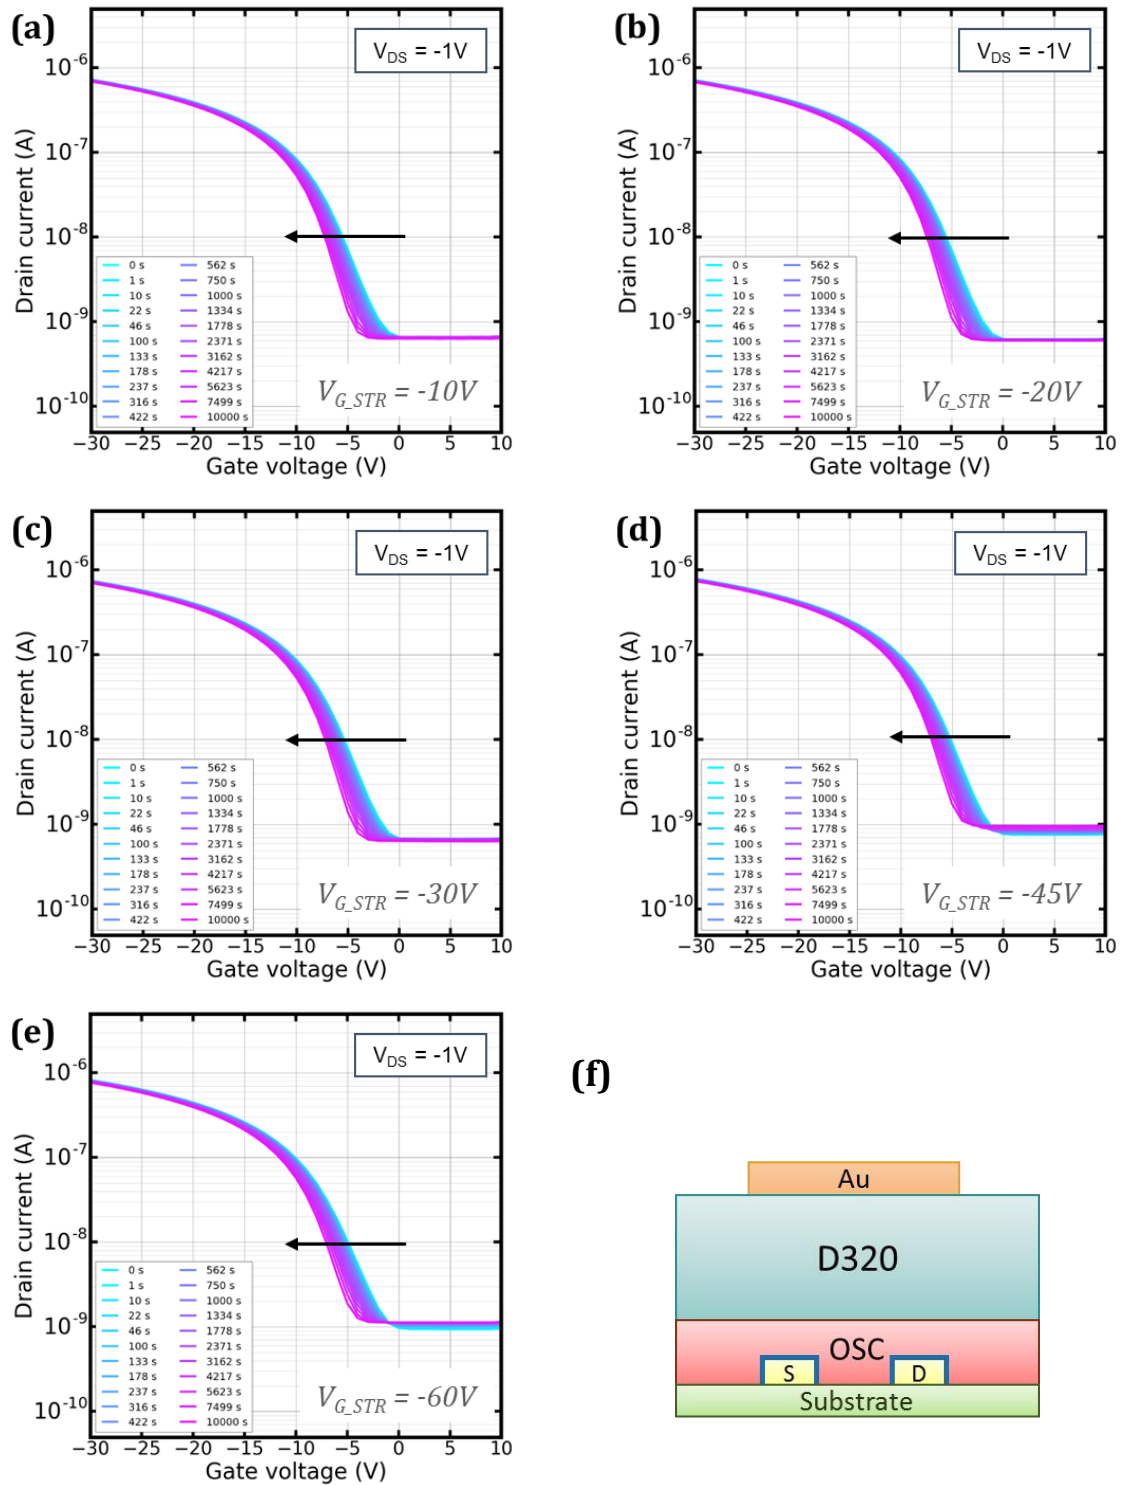 (a)
V_DS = -1V
Drain current (A)
10^-6
10^-7
10^-8
10^-9
10^-10
0 s 562 s
1 s 750 s
10 s 1000 s
22 s 1334 s
46 s 1778 s
100 s 2371 s
133 s 3162 s
178 s 4217 s
237 s 5623 s
316 s 7499 s
422 s 10000 s
V_G_STR = -10V
−30 −25 −20 −15 −10 −5 0 5 10
Gate voltage (V)
(b)
V_DS = -1V
Drain current (A)
10^-6
10^-7
10^-8
10^-9
10^-10
0 s 562 s
1 s 750 s
10 s 1000 s
22 s 1334 s
46 s 1778 s
100 s 2371 s
133 s 3162 s
178 s 4217 s
237 s 5623 s
316 s 7499 s
422 s 10000 s
V_G_STR = -20V
−30 −25 −20 −15 −10 −5 0 5 10
Gate voltage (V)
(c)
V_DS = -1V
Drain current (A)
10^-6
10^-7
10^-8
10^-9
10^-10
0 s 562 s
1 s 750 s
10 s 1000 s
22 s 1334 s
46 s 1778 s
100 s 2371 s
133 s 3162 s
178 s 4217 s
237 s 5623 s
316 s 7499 s
422 s 10000 s
V_G_STR = -30V
−30 −25 −20 −15 −10 −5 0 5 10
Gate voltage (V)
(d)
V_DS = -1V
Drain current (A)
10^-6
10^-7
10^-8
10^-9
10^-10
0 s 562 s
1 s 750 s
10 s 1000 s
22 s 1334 s
46 s 1778 s
100 s 2371 s
133 s 3162 s
178 s 4217 s
237 s 5623 s
316 s 7499 s
422 s 10000 s
V_G_STR = -45V
−30 −25 −20 −15 −10 −5 0 5 10
Gate voltage (V)
(e)
V_DS = -1V
Drain current (A)
10^-6
10^-7
10^-8
10^-9
10^-10
0 s 562 s
1 s 750 s
10 s 1000 s
22 s 1334 s
46 s 1778 s
100 s 2371 s
133 s 3162 s
178 s 4217 s
237 s 5623 s
316 s 7499 s
422 s 10000 s
V_G_STR = -60V
−30 −25 −20 −15 −10 −5 0 5 10
Gate voltage (V)
(f)
Au
D320
OSC
S D
Substrate